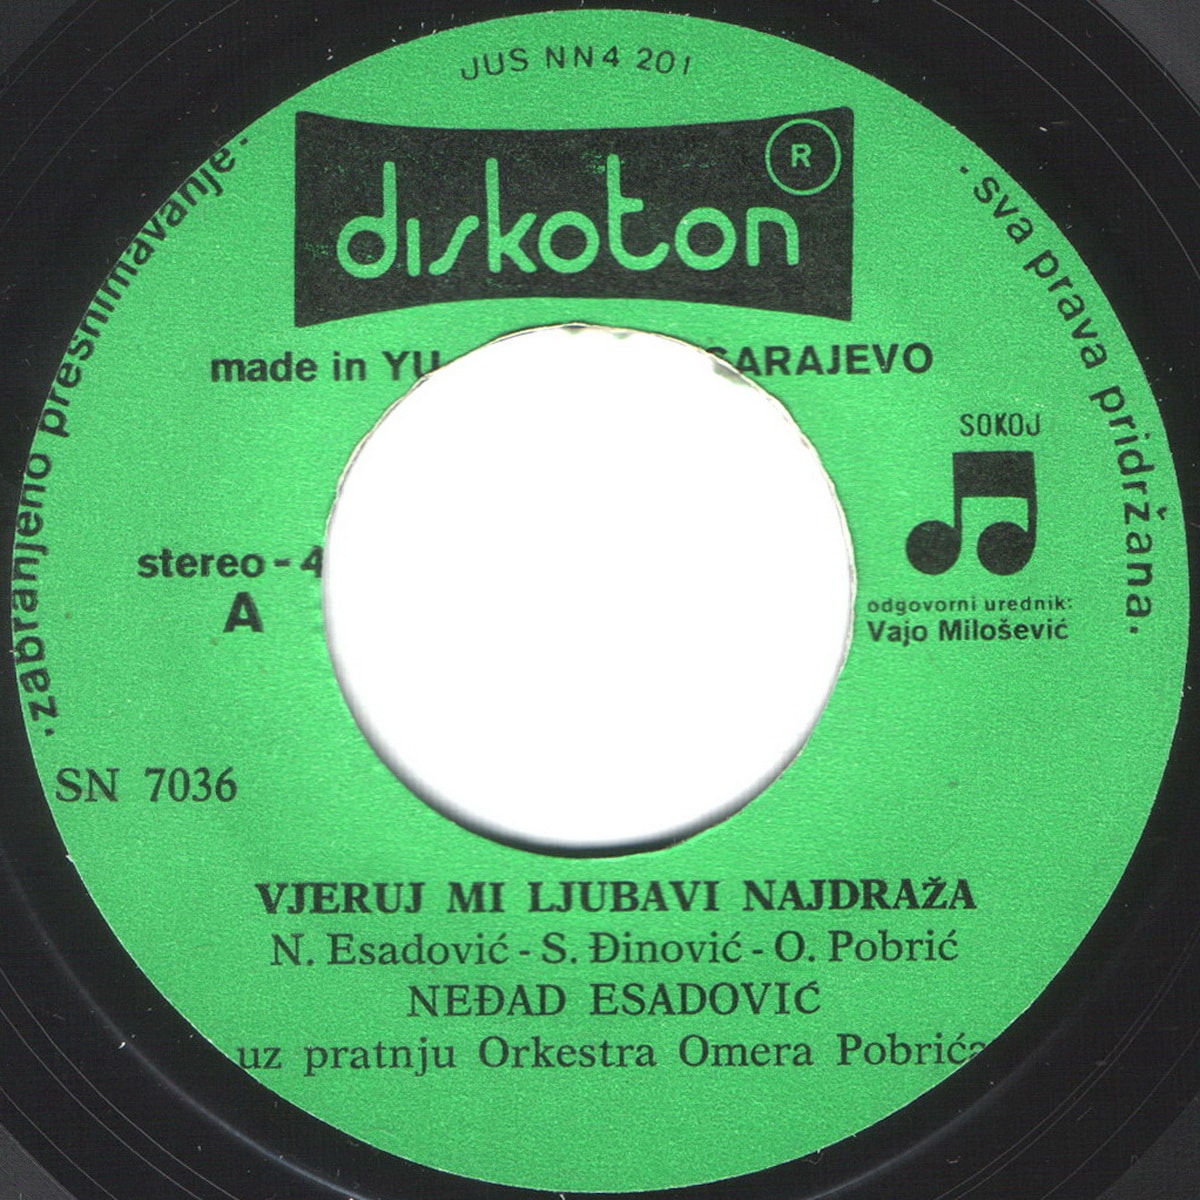 JUS NN4 201
diskoton
R
made in YU SARAJEVO
· sva prava pridržana.
· zabranjeno presnimavanje ·
SOKOJ
stereo - 4
A
odgovorni urednik:
Vajo Milošević
SN 7036
VJERUJ MI LJUBAVI NAJDRAŽA
N. Esadović - S. Đinović - O. Pobrić
NEĐAD ESADOVIĆ
uz pratnju Orkestra Omera Pobrića